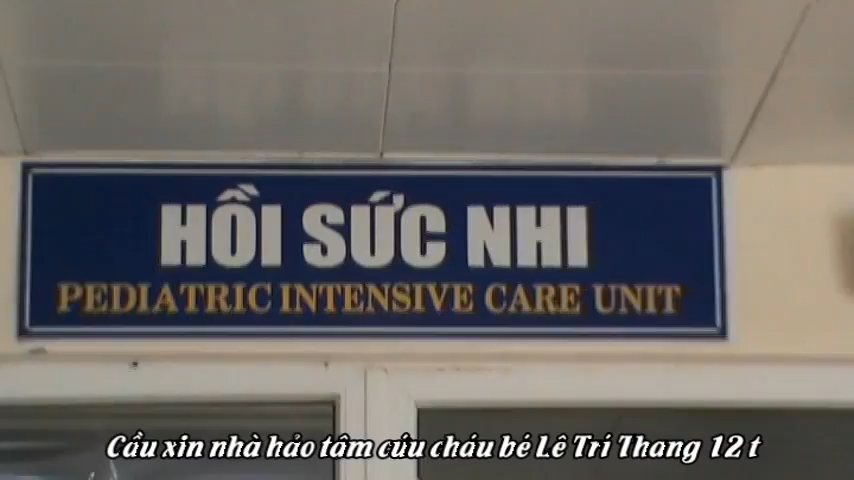 HỒI SỨC NHI
PEDIATRIC INTENSIVE CARE UNIT
Cầu xin nhà hảo tâm cứu cháu bé Lê Trí Thang 12 t